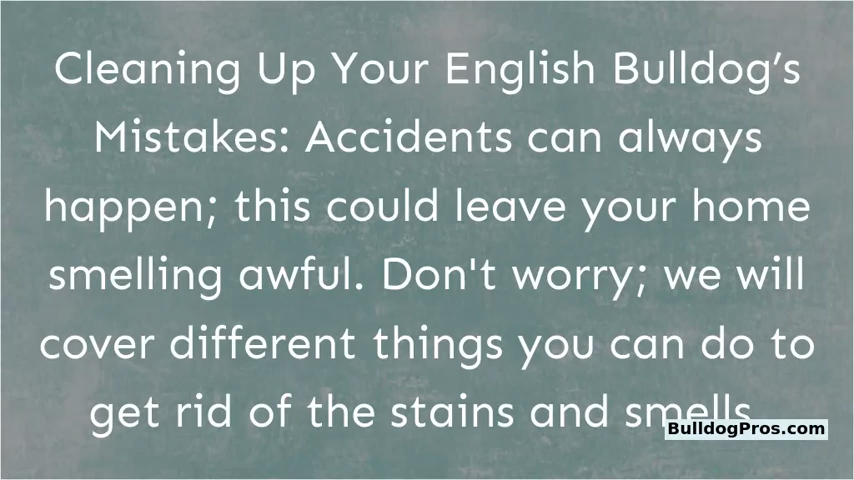 Cleaning Up Your English Bulldog’s
Mistakes: Accidents can always
happen; this could leave your home
smelling awful. Don't worry; we will
cover different things you can do to
get rid of the stains and smells
BulldogPros.com